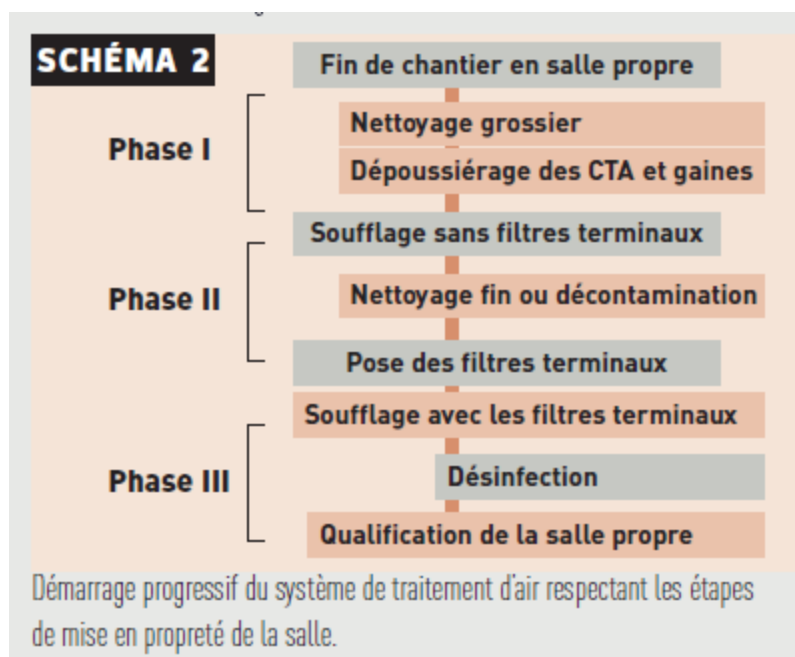 SCHÉMA 2
Fin de chantier en salle propre
Phase I
Nettoyage grossier
Dépoussiérage des CTA et gaines
Soufflage sans filtres terminaux
Phase II
Nettoyage fin ou décontamination
Pose des filtres terminaux
Soufflage avec les filtres terminaux
Phase III
Désinfection
Qualification de la salle propre
Démarrage progressif du système de traitement d'air respectant les étapes
de mise en propreté de la salle.